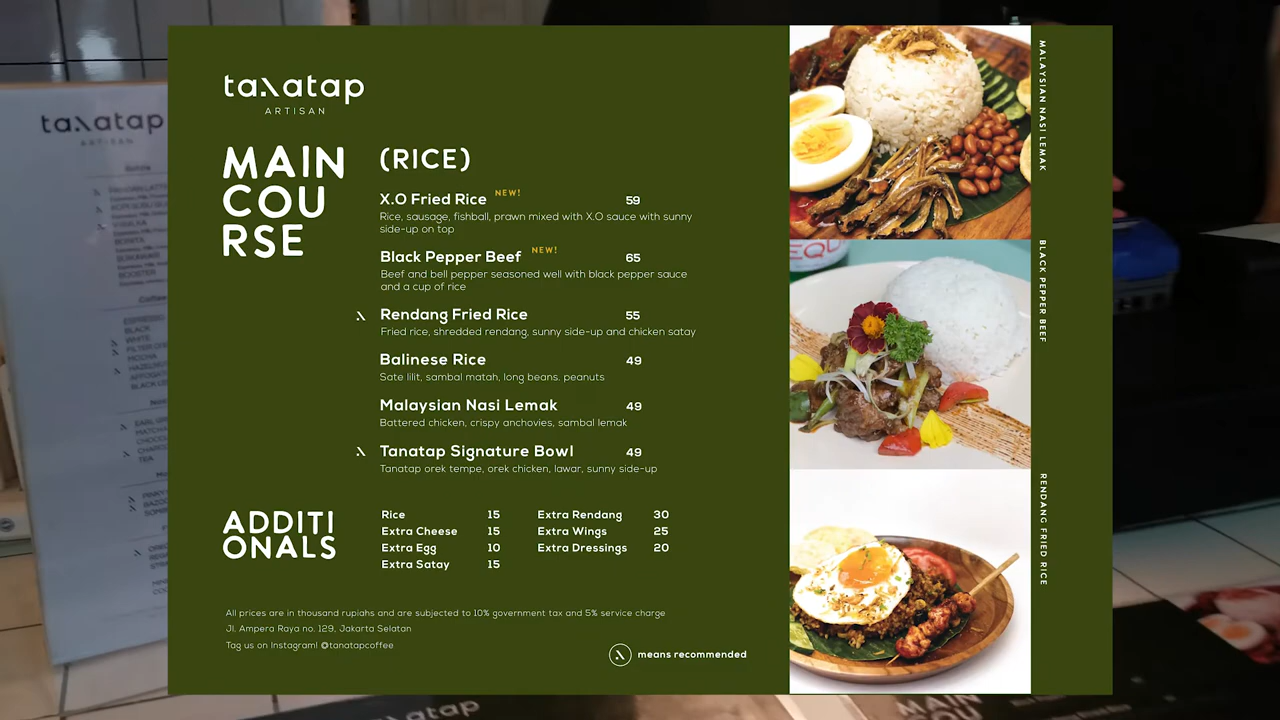 tanatap
ARTISAN
MAIN
COU
RSE
(RICE)
X.O Fried Rice NEW! 59
Rice, sausage, fishball, prawn mixed with X.O sauce with sunny
side-up on top
Black Pepper Beef NEW! 65
Beef and bell pepper seasoned well with black pepper sauce
and a cup of rice
Rendang Fried Rice 55
Fried rice, shredded rendang, sunny side-up and chicken satay
Balinese Rice 49
Sate lilit, sambal matah, long beans. peanuts
Malaysian Nasi Lemak 49
Battered chicken, crispy anchovies, sambal lemak
Tanatap Signature Bowl 49
Tanatap orek tempe, orek chicken, lawar, sunny side-up
ADDITI
ONALS
Rice 15 Extra Rendang 30
Extra Cheese 15 Extra Wings 25
Extra Egg 10 Extra Dressings 20
Extra Satay 15
All prices are in thousand rupiahs and are subjected to 10% government tax and 5% service charge
Jl. Ampera Raya no. 129, Jakarta Selatan
Tag us on Instagram! @tanatapcoffee
means recommended
MALAYSIAN NASI LEMAK
BLACK PEPPER BEEF
RENDANG FRIED RICE
tanatap
ARTISAN
ESPRESSO
BLACK
WHITE
MOCHA
atap
MAIN
COU